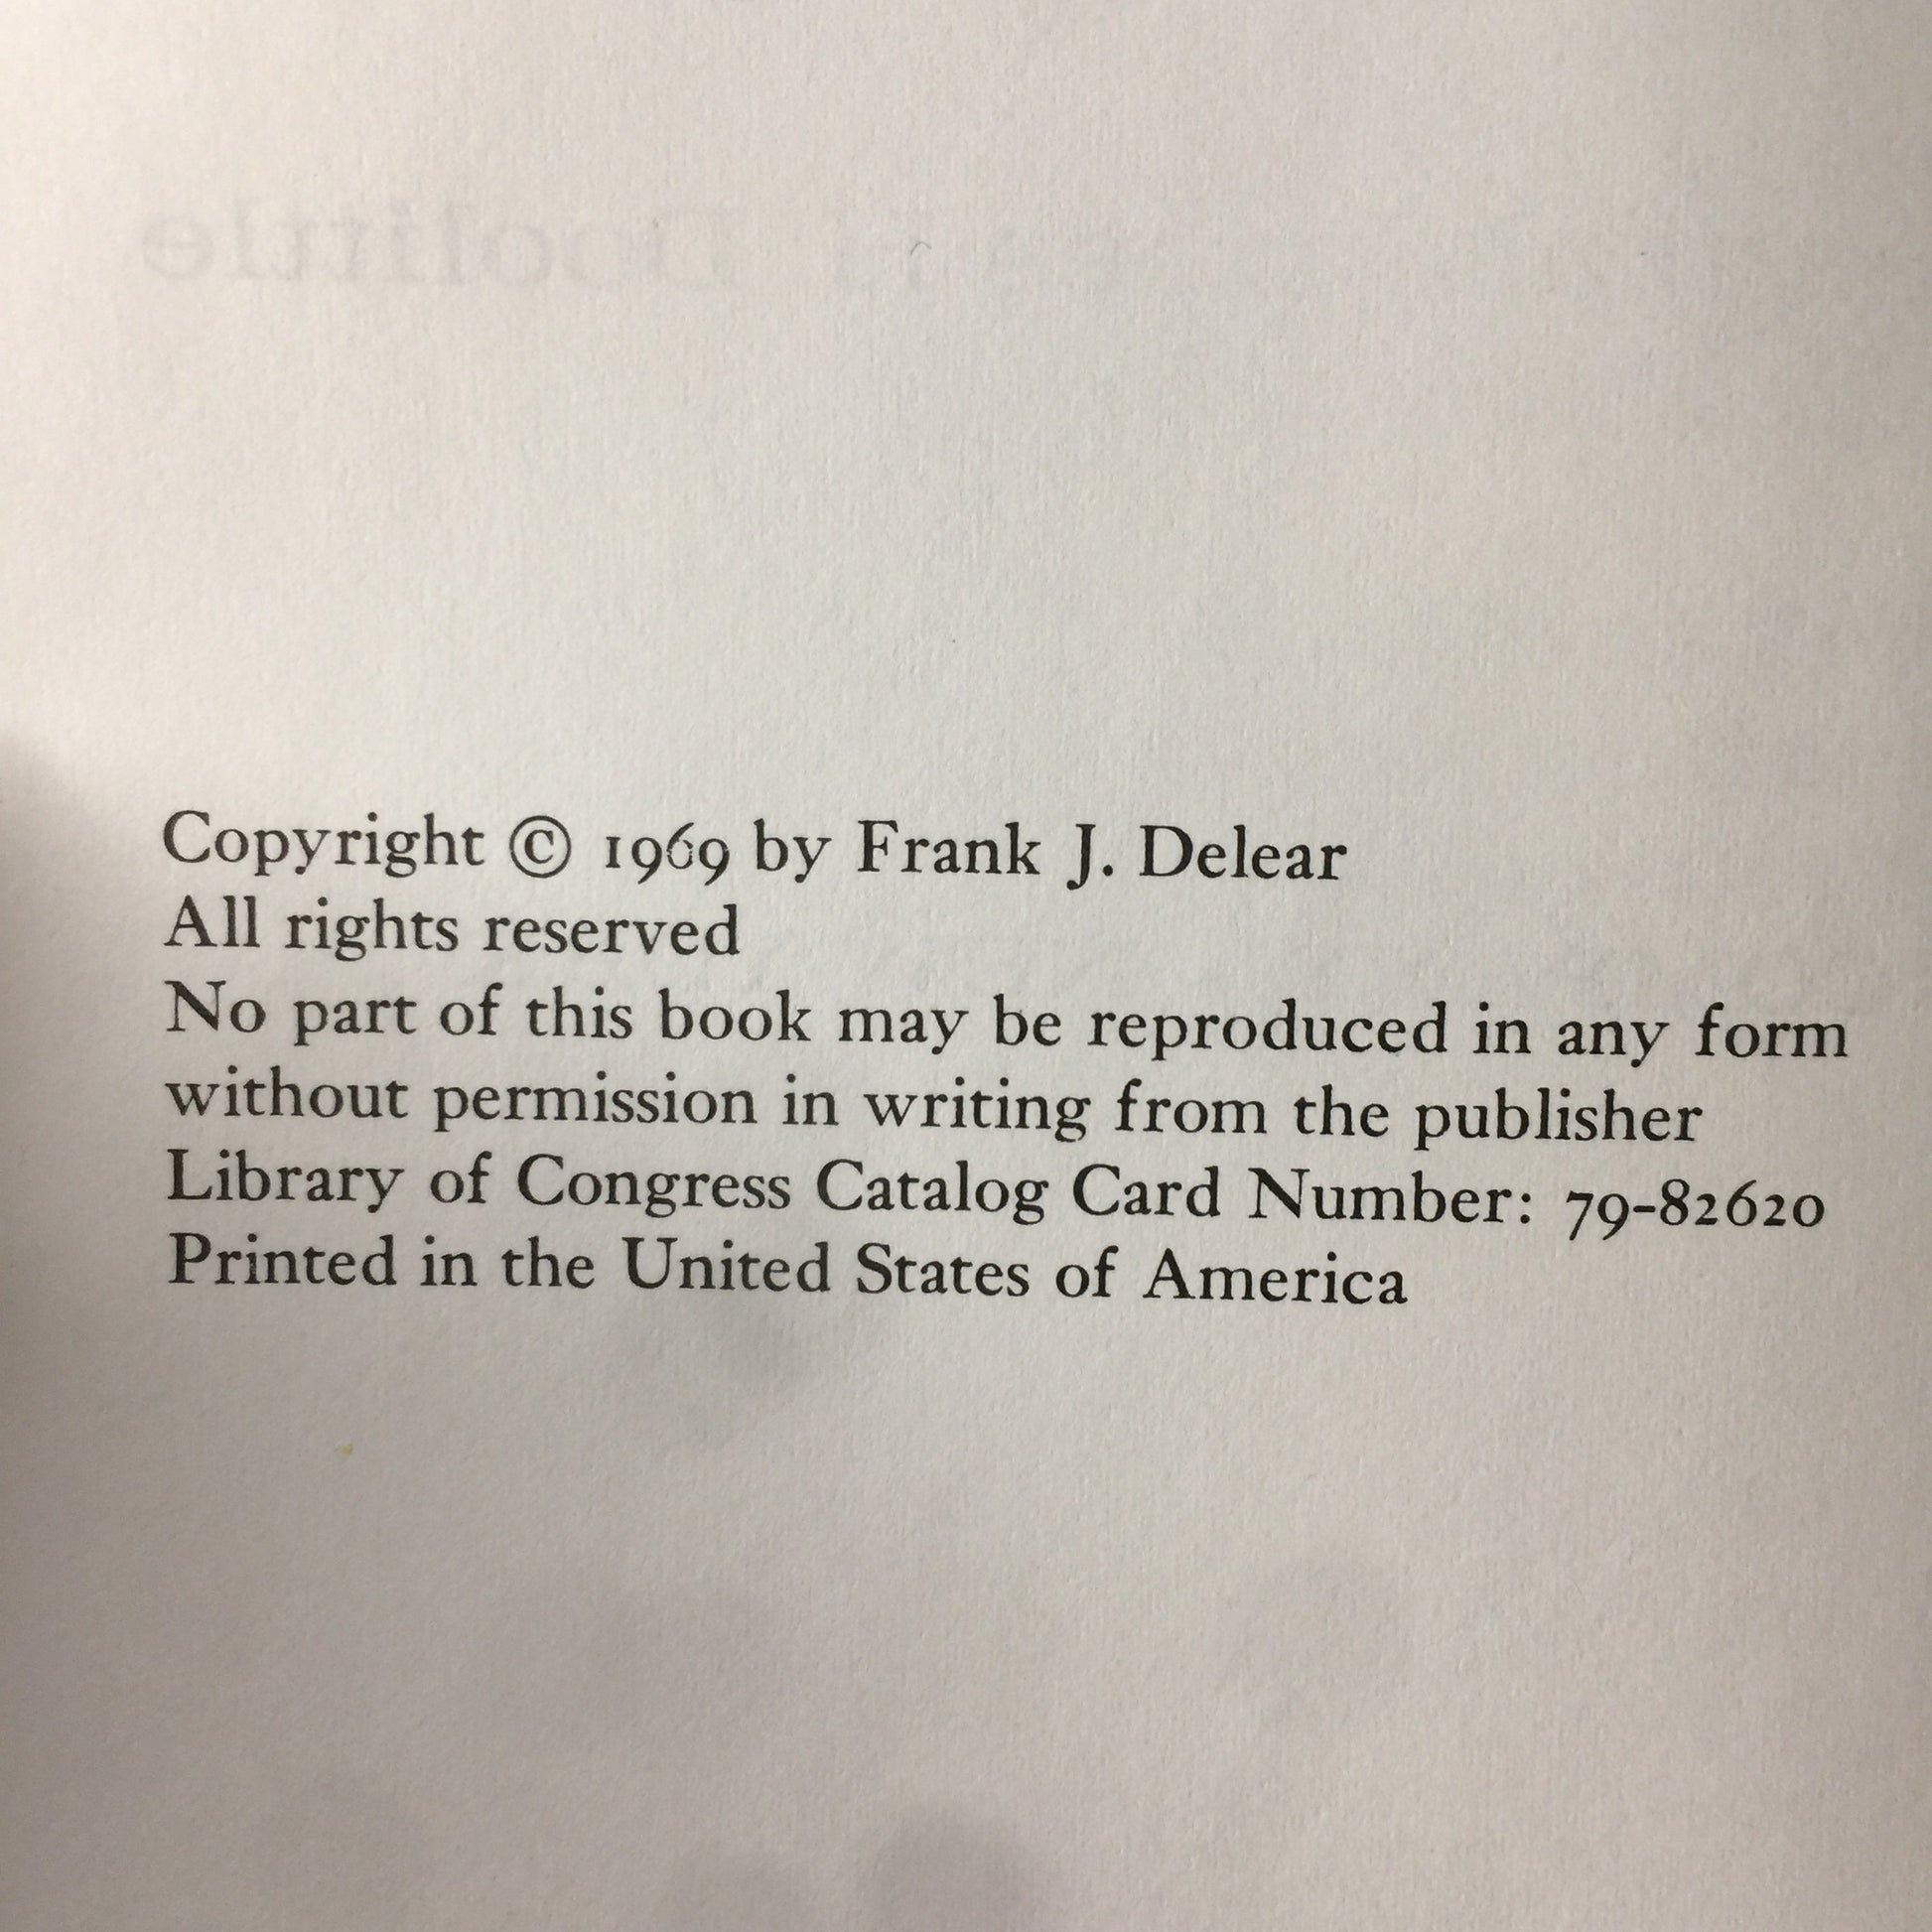 Doolittle
Copyright © 1969 by Frank J. Delear
All rights reserved
No part of this book may be reproduced in any form
without permission in writing from the publisher
Library of Congress Catalog Card Number: 79-82620
Printed in the United States of America